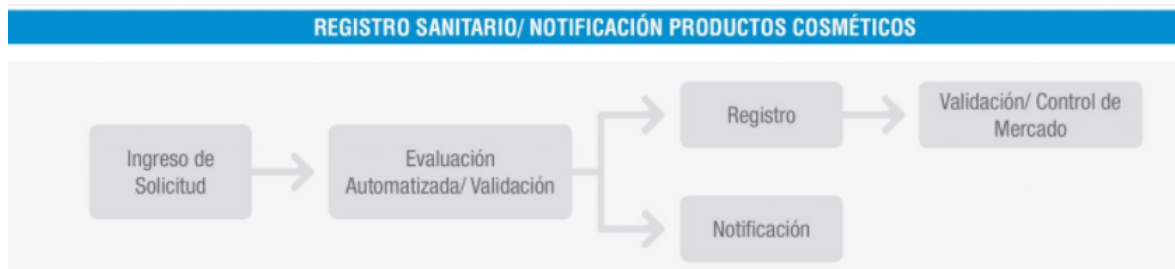 REGISTRO SANITARIO/ NOTIFICACIÓN PRODUCTOS COSMÉTICOS
Ingreso de
Solicitud
Evaluación
Automatizada/ Validación
Registro
Validación/ Control de
Mercado
Notificación